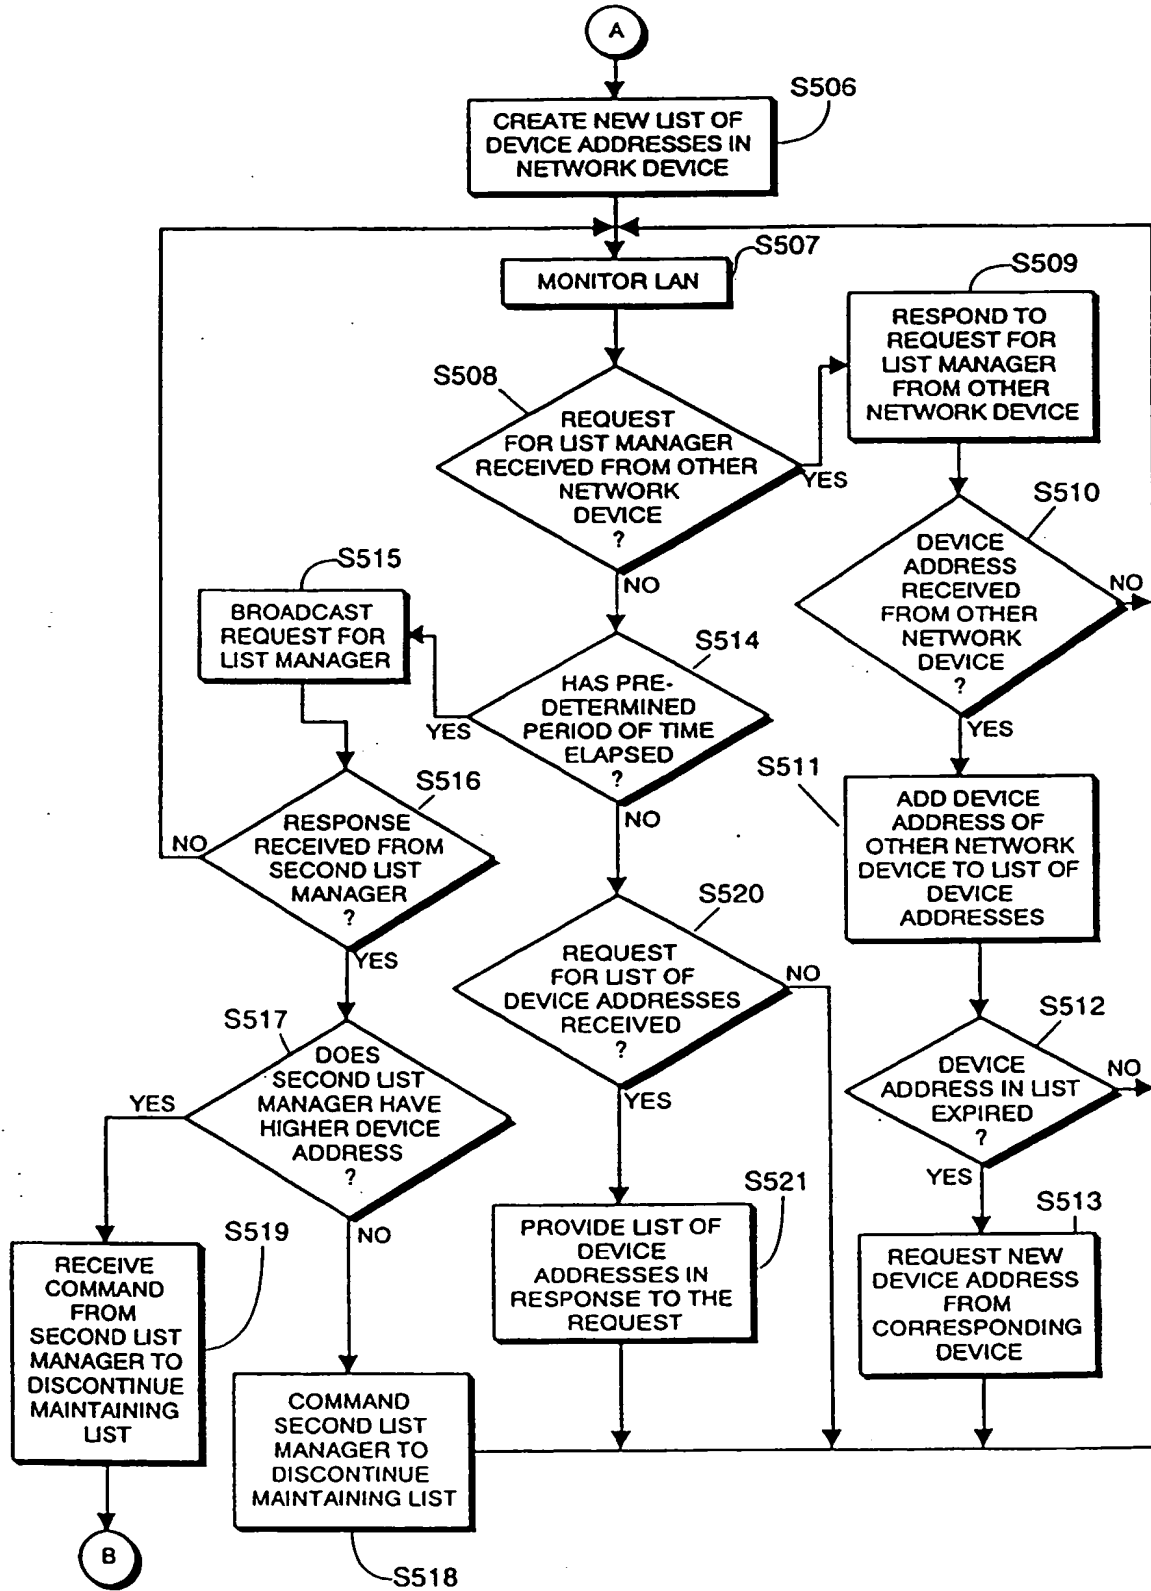 A
S506
CREATE NEW LIST OF
DEVICE ADDRESSES IN
NETWORK DEVICE
S507
MONITOR LAN
S509
RESPOND TO
REQUEST FOR
LIST MANAGER
FROM OTHER
NETWORK DEVICE
S508
REQUEST
FOR LIST MANAGER
RECEIVED FROM OTHER
NETWORK
DEVICE
?
YES
NO
S510
DEVICE
ADDRESS
RECEIVED
FROM OTHER
NETWORK
DEVICE
?
NO
YES
S515
BROADCAST
REQUEST FOR
LIST MANAGER
S514
HAS PRE-
DETERMINED
PERIOD OF TIME
ELAPSED
?
YES
NO
S511
ADD DEVICE
ADDRESS OF
OTHER NETWORK
DEVICE TO LIST OF
DEVICE
ADDRESSES
S516
RESPONSE
RECEIVED FROM
SECOND LIST
MANAGER
?
NO
YES
S520
REQUEST
FOR LIST OF
DEVICE ADDRESSES
RECEIVED
?
NO
YES
S512
DEVICE
ADDRESS IN LIST
EXPIRED
?
NO
YES
S517
DOES
SECOND LIST
MANAGER HAVE
HIGHER DEVICE
ADDRESS
?
YES
NO
S521
PROVIDE LIST OF
DEVICE
ADDRESSES IN
RESPONSE TO THE
REQUEST
S513
REQUEST NEW
DEVICE ADDRESS
FROM
CORRESPONDING
DEVICE
S519
RECEIVE
COMMAND
FROM
SECOND LIST
MANAGER TO
DISCONTINUE
MAINTAINING
LIST
COMMAND
SECOND LIST
MANAGER TO
DISCONTINUE
MAINTAINING LIST
S518
B